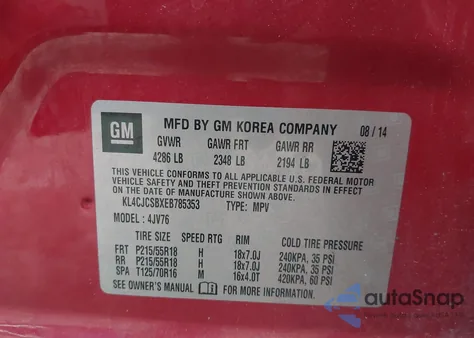 GM
MFD BY GM KOREA COMPANY 08 / 14
GVWR GAWR FRT GAWR RR
4286 LB 2348 LB 2194 LB
THIS VEHICLE CONFORMS TO ALL APPLICABLE U.S. FEDERAL MOTOR
VEHICLE SAFETY AND THEFT PREVENTION STANDARDS IN
EFFECT ON THE DATE OF MANUFACTURE SHOWN ABOVE.
KL4CJCSBXEB785353 TYPE: MPV
MODEL: 4JV76
TIRE SIZE SPEED RTG RIM COLD TIRE PRESSURE
FRT P215/55R18 H 18x7.0J 240KPA, 35 PSI
RR P215/55R18 H 18x7.0J 240KPA, 35 PSI
SPA T125/70R16 M 16x4.0T 420KPA, 60 PSI
SEE OWNER'S MANUAL FOR MORE INFORMATION.
autoSnap